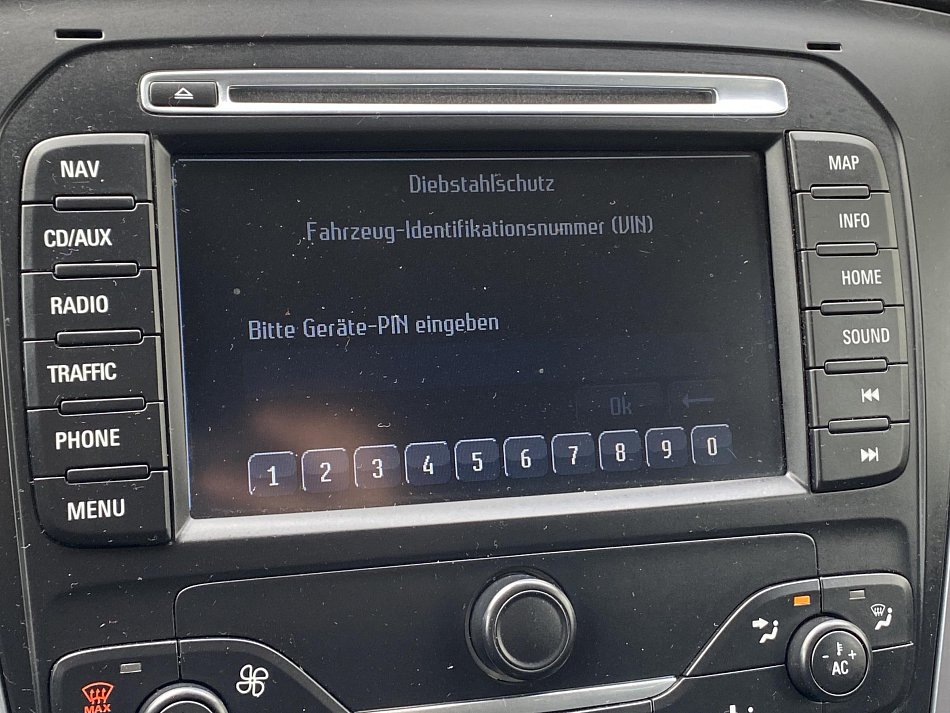 NAV
CD/AUX
RADIO
TRAFFIC
PHONE
MENU
Diebstahlschutz
Fahrzeug-Identifikationsnummer (VIN)
Bitte Geräte-PIN eingeben
Ok
1 2 3 4 5 6 7 8 9 0
MAP
INFO
HOME
SOUND
MAX
- +
AC